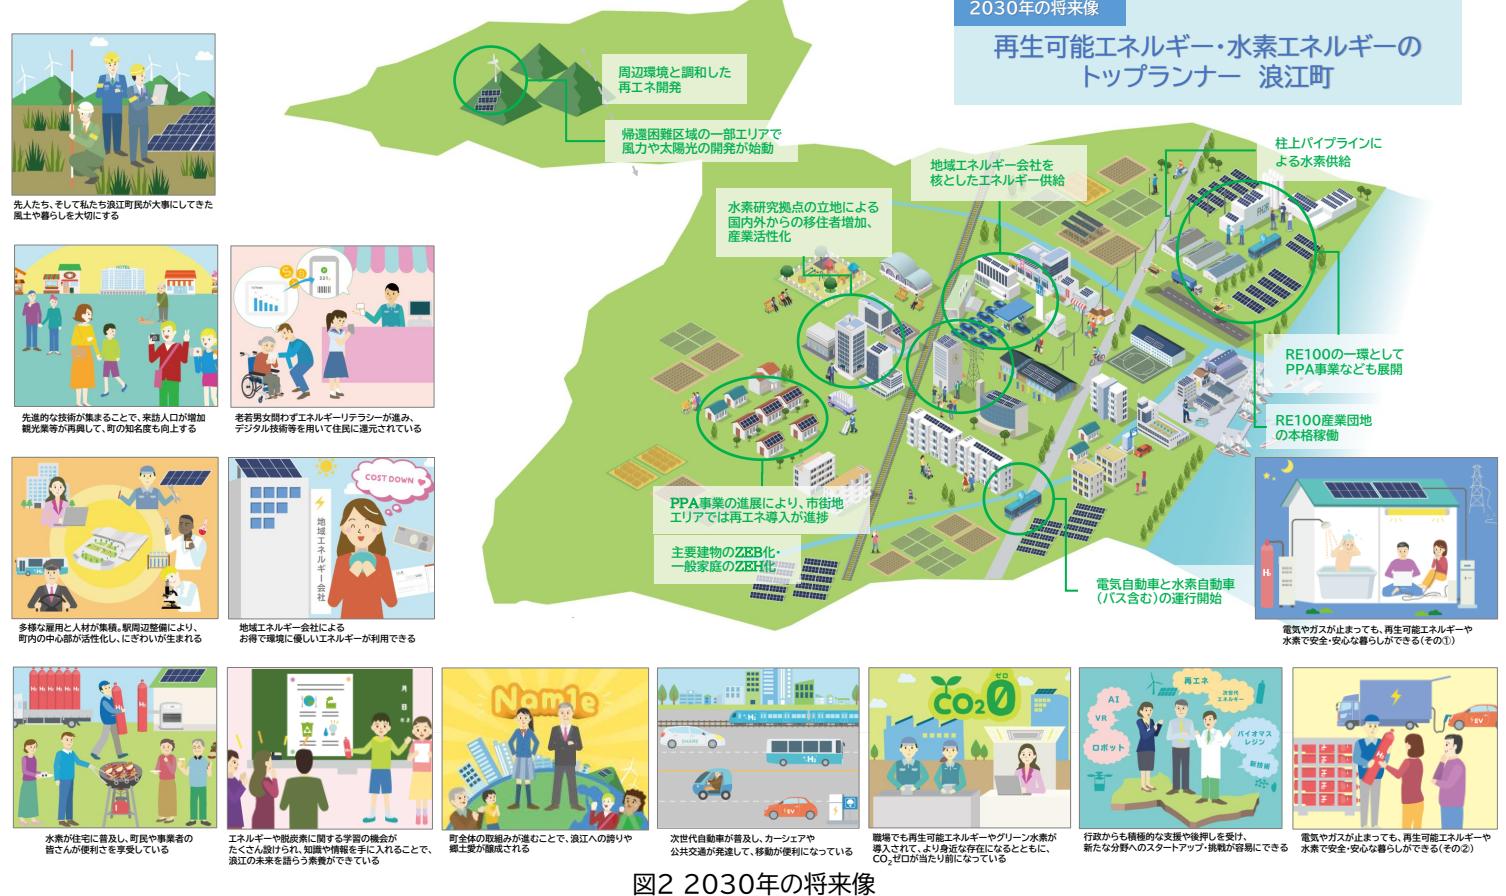 2030年の将来像
再生可能エネルギー・水素エネルギーの
トップランナー 浪江町
周辺環境と調和した
再エネ開発
帰還困難区域の一部エリアで
風力や太陽光の開発が始動
地域エネルギー会社を
核としたエネルギー供給
柱上パイプラインに
よる水素供給
水素研究拠点の立地による
国内外からの移住者増加、
産業活性化
RE100の一環として
PPA事業なども展開
RE100産業団地
の本格稼働
PPA事業の進展により、市街地
エリアでは再エネ導入が進捗
主要建物のZEB化・
一般家庭のZEH化
電気自動車と水素自動車
（バス含む）の運行開始
先人たち、そして私たち浪江町民が大事にしてきた
風土や暮らしを大切にする
HOTEL
先進的な技術が集まることで、来訪人口が増加
観光業等が再興して、町の知名度も向上する
老若男女問わずエネルギーリテラシーが進み、
デジタル技術等を用いて住民に還元されている
多様な雇用と人材が集積。駅周辺整備により、
町内の中心部が活性化し、にぎわいが生まれる
COST DOWN
地域エネルギー会社
地域エネルギー会社による
お得で環境に優しいエネルギーが利用できる
H₂
電気やガスが止まっても、再生可能エネルギーや
水素で安全・安心な暮らしができる（その①）
H₂ H₂ H₂ H₂ H₂
水素が住宅に普及し、町民や事業者の
皆さんが便利さを享受している
月
日
エネルギーや脱炭素に関する学習の機会が
たくさん設けられ、知識や情報を手に入れることで、
浪江の未来を語らう素養ができている
Nam1e
町全体の取組みが進むことで、浪江への誇りや
郷土愛が醸成される
H₂
SHARE
H₂
EV
次世代自動車が普及し、カーシェアや
公共交通が発達して、移動が便利になっている
ゼロ
CO₂0
職場でも再生可能エネルギーやグリーン水素が
導入されて、より身近な存在になるとともに、
CO₂ゼロが当たり前になっている
再エネ
AI
次世代
エネルギー
VR
バイオマス
レジン
ロボット
新技術
行政からも積極的な支援や後押しを受け、
新たな分野へのスタートアップ・挑戦が容易にできる
EV
H₂
電気やガスが止まっても、再生可能エネルギーや
水素で安全・安心な暮らしができる（その②）
図2 2030年の将来像